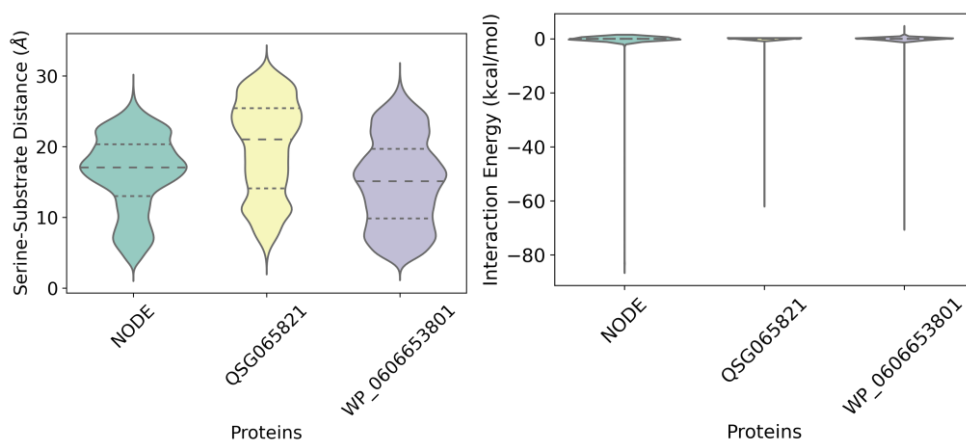 Serine-Substrate Distance (Å)
30
20
10
0
NODE
QSG065821
WP_0606653801
Proteins
Interaction Energy (kcal/mol)
0
−20
−40
−60
−80
NODE
QSG065821
WP_0606653801
Proteins